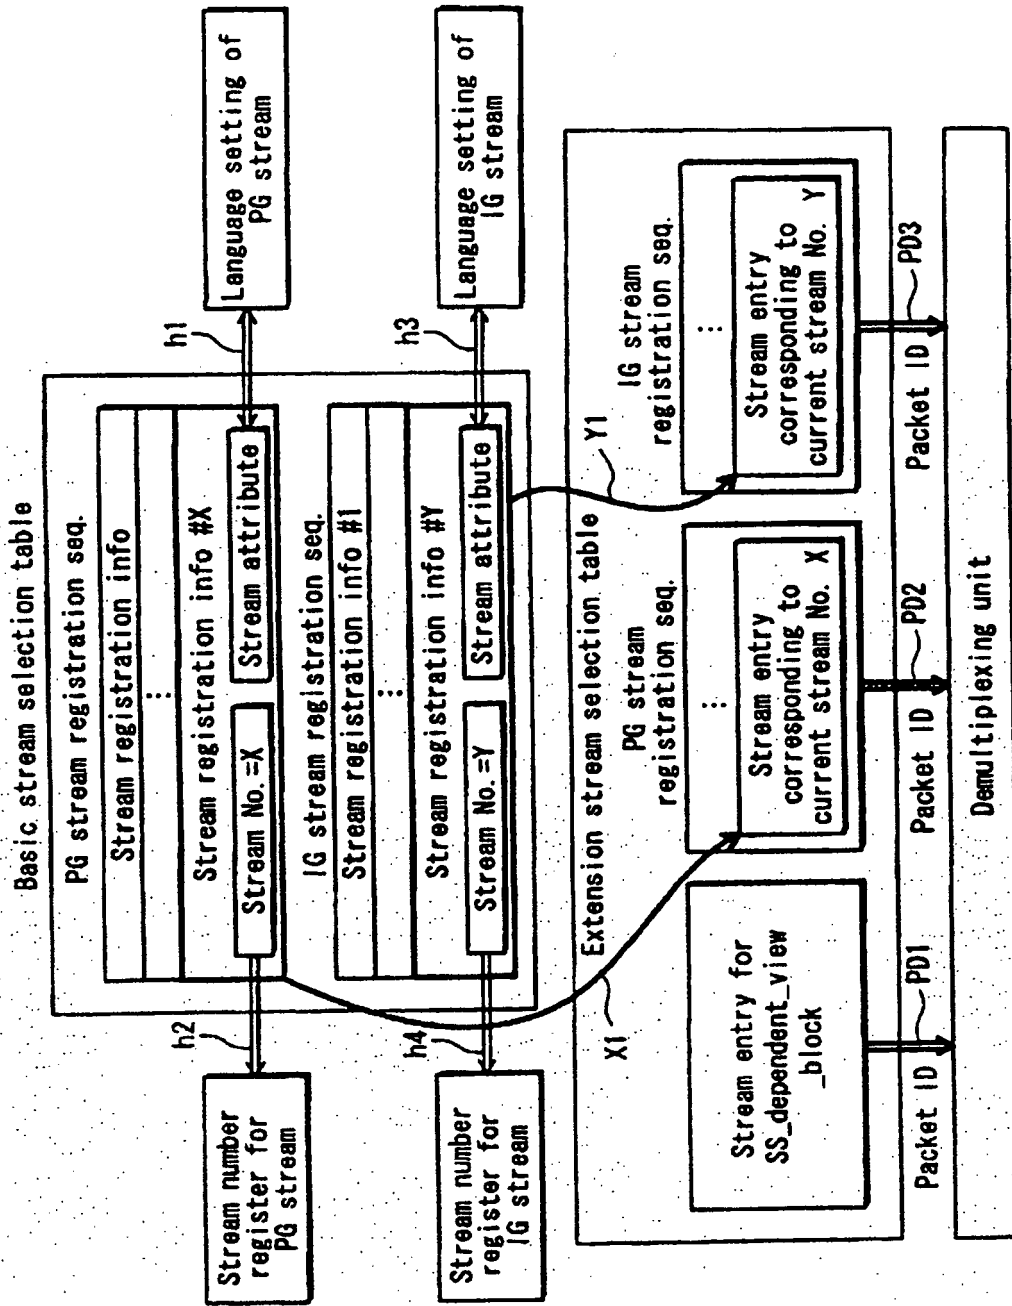 Basic stream selection table
PG stream registration seq.
Stream registration info
⋮
Stream registration info #X
Stream No.=X
Stream attribute
IG stream registration seq.
Stream registration info #1
⋮
Stream registration info #Y
Stream No.=Y
Stream attribute
h2
h1
h4
h3
Stream number
register for
PG stream
Language setting of
PG stream
Stream number
register for
IG stream
Language setting of
IG stream
X1
Y1
Extension stream selection table
Stream entry for
SS_dependent_view
_block
PG stream
registration seq.
⋮
Stream entry
corresponding to
current stream No. X
IG stream
registration seq.
⋮
Stream entry
corresponding to
current stream No. Y
Packet ID
PD1
Packet ID
PD2
Packet ID
PD3
Demultiplexing unit